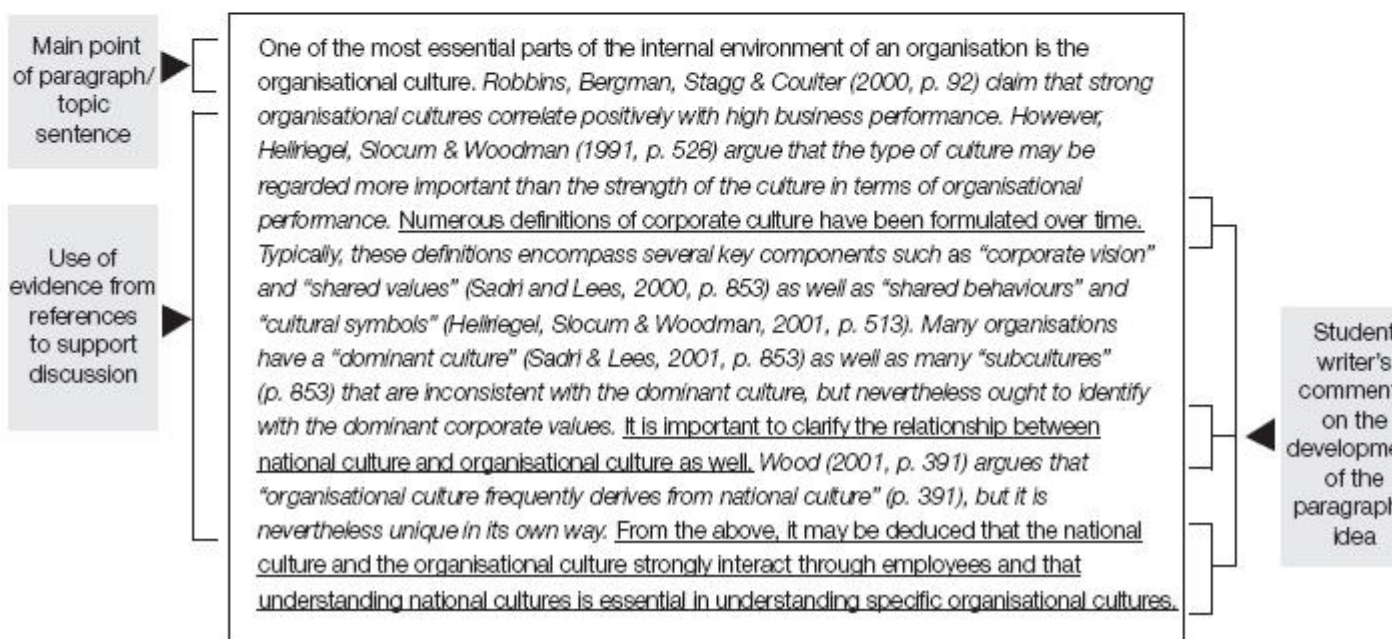 Main point
of paragraph/
topic
sentence
Use of
evidence from
references
to support
discussion
One of the most essential parts of the internal environment of an organisation is the
organisational culture. Robbins, Bergman, Stagg & Coulter (2000, p. 92) claim that strong
organisational cultures correlate positively with high business performance. However,
Hellriegel, Slocum & Woodman (1991, p. 528) argue that the type of culture may be
regarded more important than the strength of the culture in terms of organisational
performance. Numerous definitions of corporate culture have been formulated over time.
Typically, these definitions encompass several key components such as “corporate vision”
and “shared values” (Sadri and Lees, 2000, p. 853) as well as “shared behaviours” and
“cultural symbols” (Hellriegel, Slocum & Woodman, 2001, p. 513). Many organisations
have a “dominant culture” (Sadri & Lees, 2001, p. 853) as well as many “subcultures”
(p. 853) that are inconsistent with the dominant culture, but nevertheless ought to identify
with the dominant corporate values. It is important to clarify the relationship between
national culture and organisational culture as well. Wood (2001, p. 391) argues that
“organisational culture frequently derives from national culture” (p. 391), but it is
nevertheless unique in its own way. From the above, it may be deduced that the national
culture and the organisational culture strongly interact through employees and that
understanding national cultures is essential in understanding specific organisational cultures.
Student
writer's
comment
on the
developme
of the
paragraph
idea